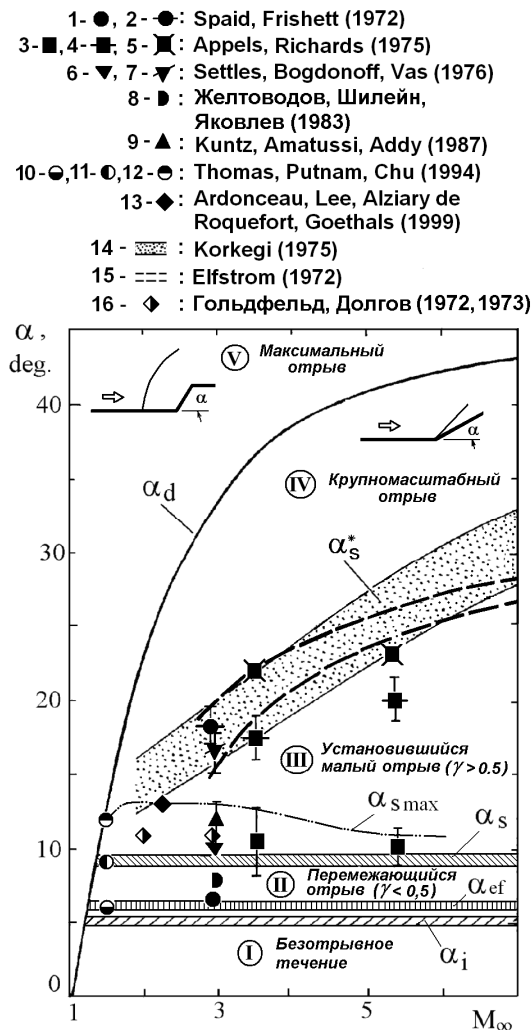 1-●, 2 -●: Spaid, Frishett (1972)
3-■,4-■ 5-■: Appels, Richards (1975)
6 -▼, 7 -▼: Settles, Bogdonoff, Vas (1976)
8 -◗ : Желтоводов, Шилейн,
Яковлев (1983)
9 -▲ : Kuntz, Amatussi, Addy (1987)
10-◒,11-◐,12-◓: Thomas, Putnam, Chu (1994)
13-◆: Ardonceau, Lee, Alziary de
Roquefort, Goethals (1999)
14 - : Korkegi (1975)
15 - === : Elfstrom (1972)
16 - ◈ : Гольдфельд, Долгов (1972, 1973)
α ,
deg.
V Максимальный
отрыв
α
α
40
IV Крупномасштабный
отрыв
αd
αs*
30
20
III Установившийся
малый отрыв (γ>0.5)
αs max
αs
10
II Перемежающийся
отрыв (γ<0,5)
αef
I Безотрывное
течение
αi
0
1 3 5 M∞